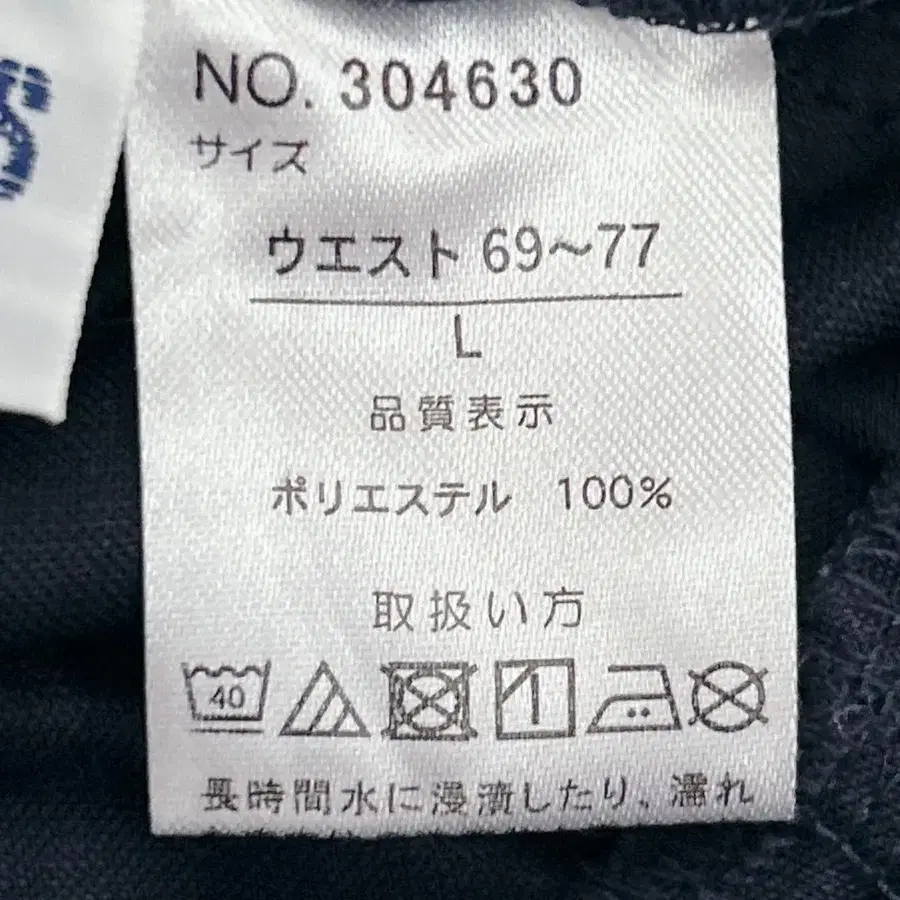 NO. 304630
サイズ
ウエスト 69～77
L
品質表示
ポリエステル 100%
取扱い方
40
長時間水に浸漬したり、濡れ